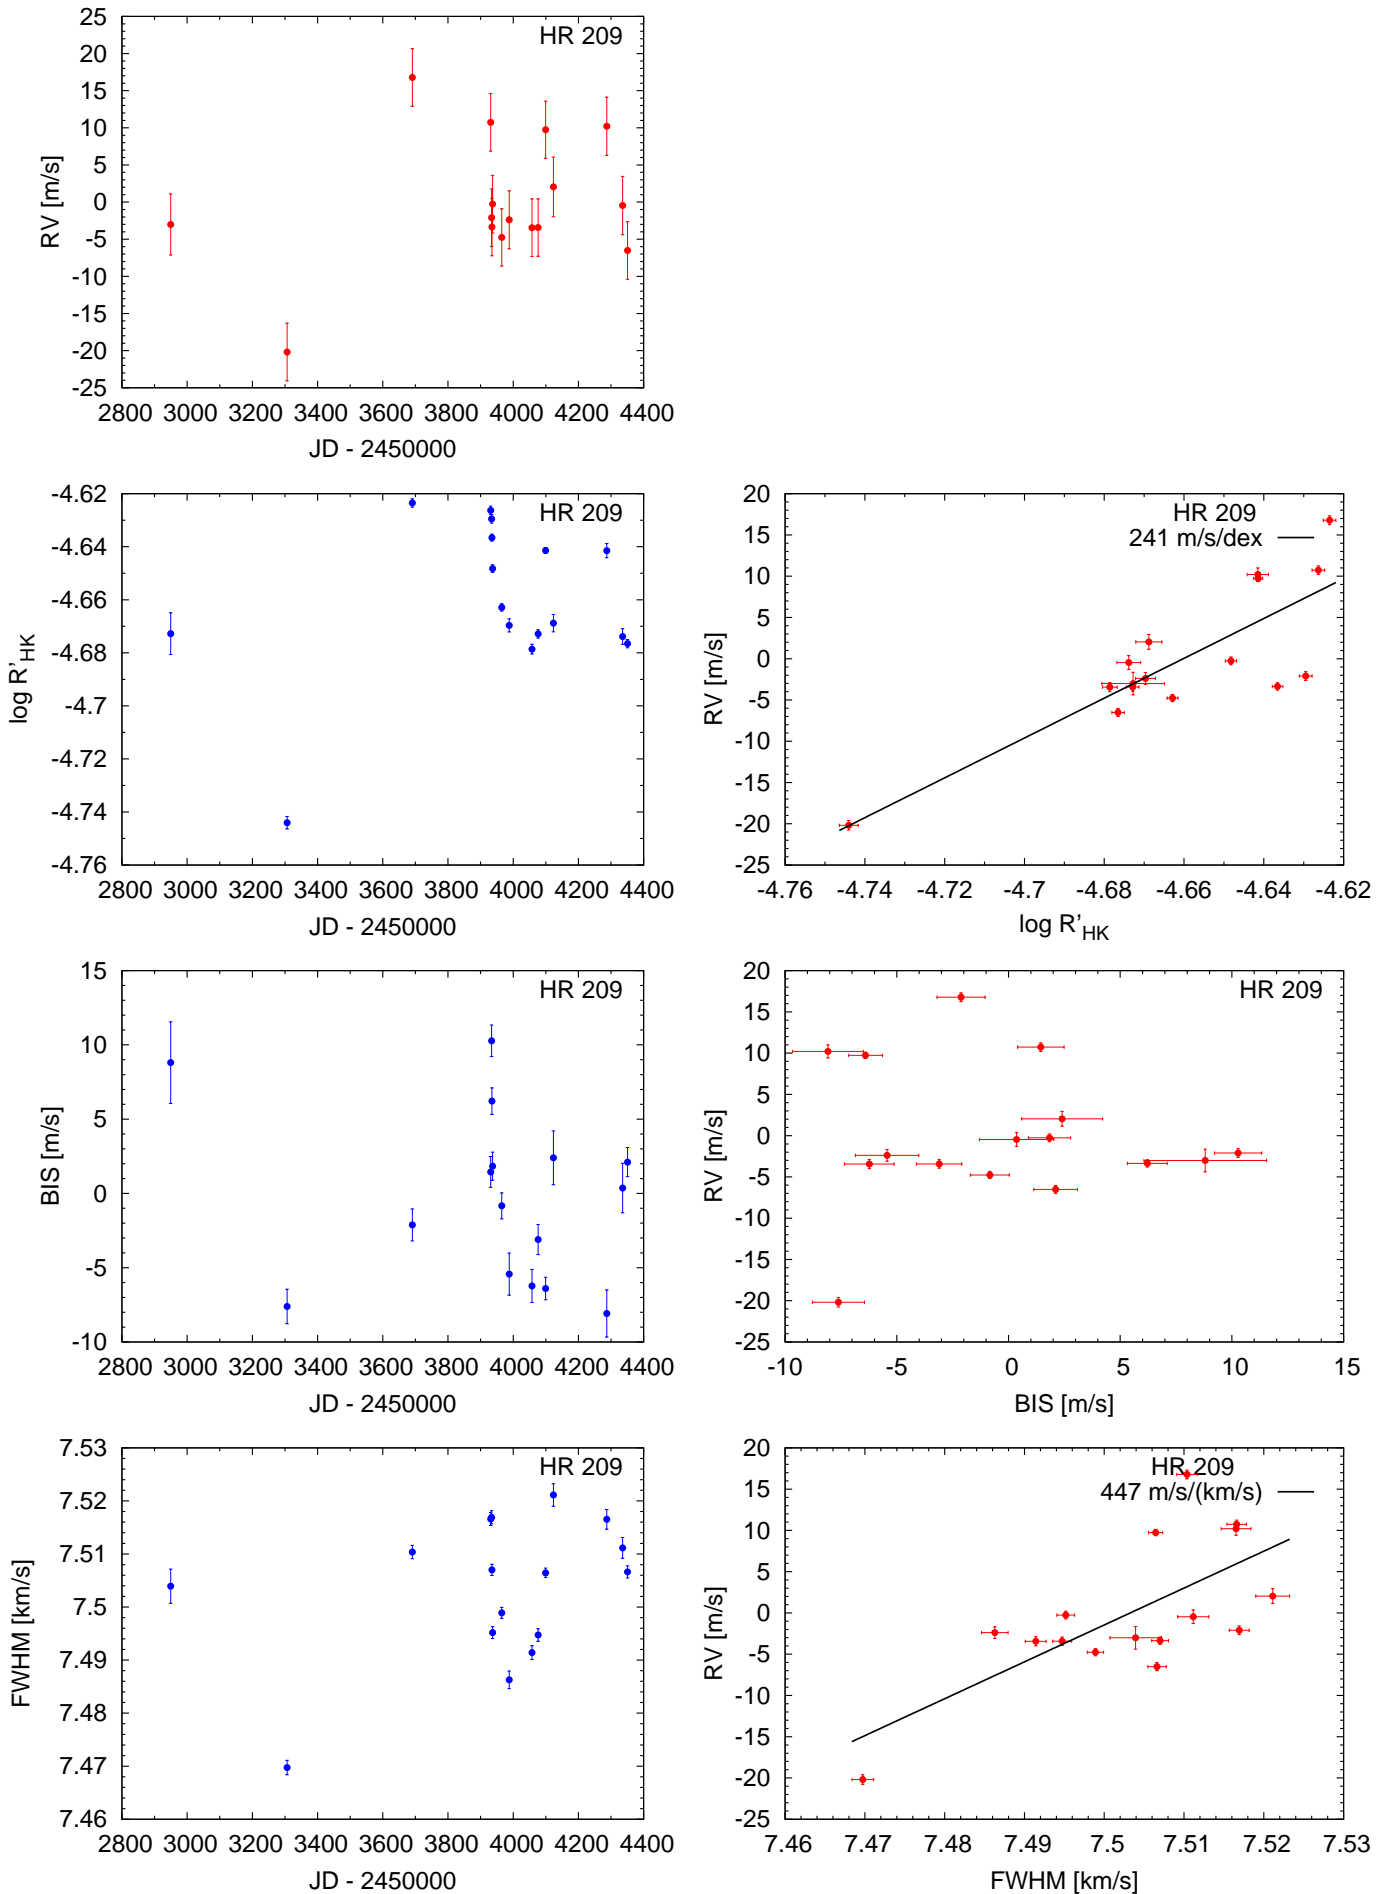 25
20
15
10
5
0
-5
-10
-15
-20
-25
RV [m/s]
HR 209
2800 3000 3200 3400 3600 3800 4000 4200 4400
JD - 2450000
-4.62
-4.64
-4.66
-4.68
-4.7
-4.72
-4.74
-4.76
log R'HK
HR 209
2800 3000 3200 3400 3600 3800 4000 4200 4400
JD - 2450000
20
15
10
5
0
-5
-10
-15
-20
-25
RV [m/s]
HR 209
241 m/s/dex
-4.76 -4.74 -4.72 -4.7 -4.68 -4.66 -4.64 -4.62
log R'HK
15
10
5
0
-5
-10
BIS [m/s]
HR 209
2800 3000 3200 3400 3600 3800 4000 4200 4400
JD - 2450000
20
15
10
5
0
-5
-10
-15
-20
-25
RV [m/s]
HR 209
-10 -5 0 5 10 15
BIS [m/s]
7.53
7.52
7.51
7.5
7.49
7.48
7.47
7.46
FWHM [km/s]
HR 209
2800 3000 3200 3400 3600 3800 4000 4200 4400
JD - 2450000
20
15
10
5
0
-5
-10
-15
-20
-25
RV [m/s]
HR 209
447 m/s/(km/s)
7.46 7.47 7.48 7.49 7.5 7.51 7.52 7.53
FWHM [km/s]